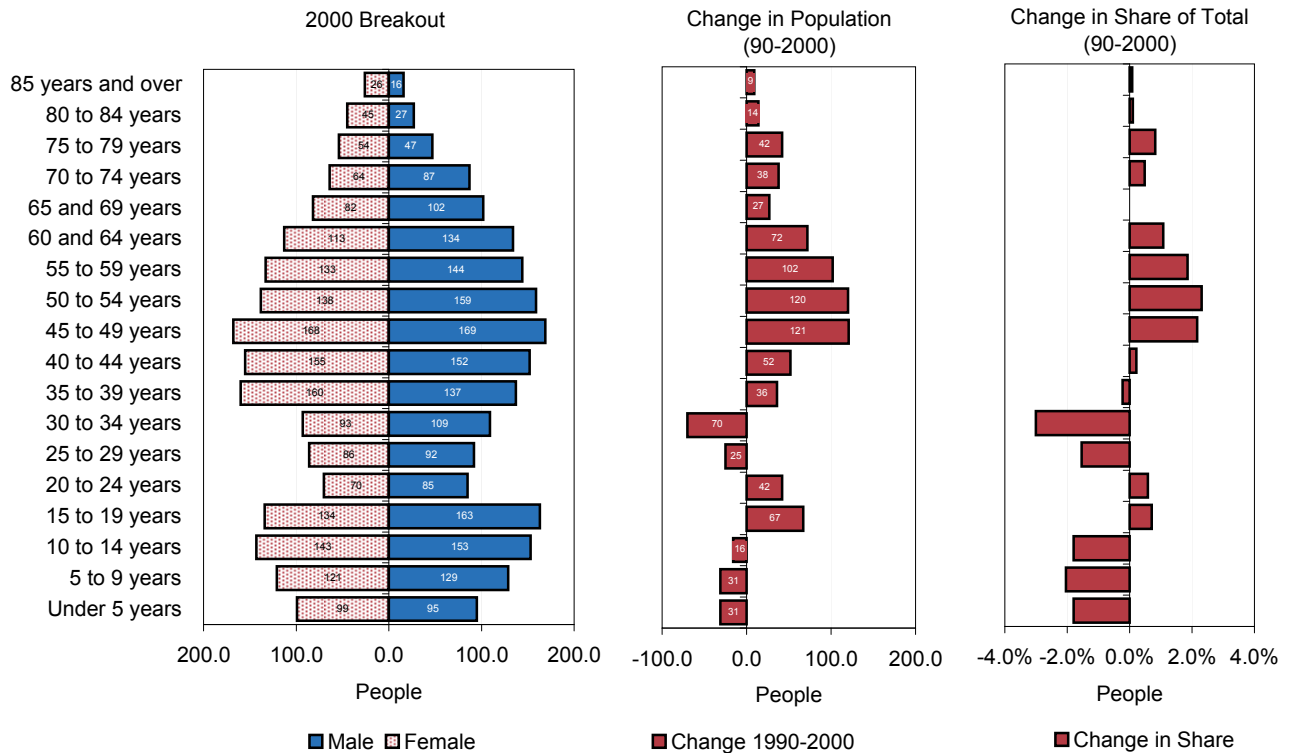 2000 Breakout
Change in Population
(90-2000)
Change in Share of Total
(90-2000)
85 years and over 26 16 9
80 to 84 years 45 27 14
75 to 79 years 54 47 42
70 to 74 years 64 87 38
65 and 69 years 82 102 27
60 and 64 years 113 134 72
55 to 59 years 133 144 102
50 to 54 years 138 159 120
45 to 49 years 168 169 121
40 to 44 years 155 152 52
35 to 39 years 160 137 36
30 to 34 years 93 109 70
25 to 29 years 86 92 25
20 to 24 years 70 85 42
15 to 19 years 134 163 67
10 to 14 years 143 153 16
5 to 9 years 121 129 31
Under 5 years 99 95 31
200.0 100.0 0.0 100.0 200.0
-100.0 0.0 100.0 200.0
-4.0% -2.0% 0.0% 2.0% 4.0%
People
People
People
Male Female
Change 1990-2000
Change in Share